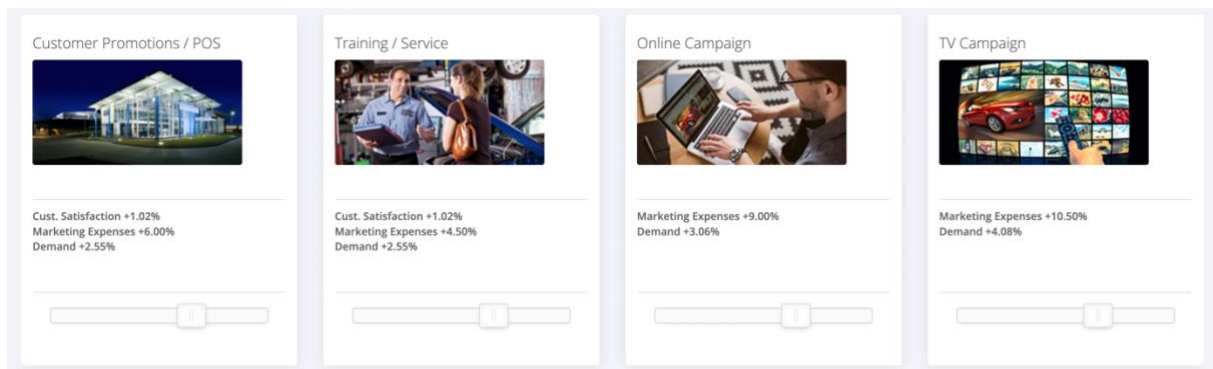 Customer Promotions / POS
Cust. Satisfaction +1.02%
Marketing Expenses +6.00%
Demand +2.55%
Training / Service
Cust. Satisfaction +1.02%
Marketing Expenses +4.50%
Demand +2.55%
Online Campaign
Marketing Expenses +9.00%
Demand +3.06%
TV Campaign
Marketing Expenses +10.50%
Demand +4.08%